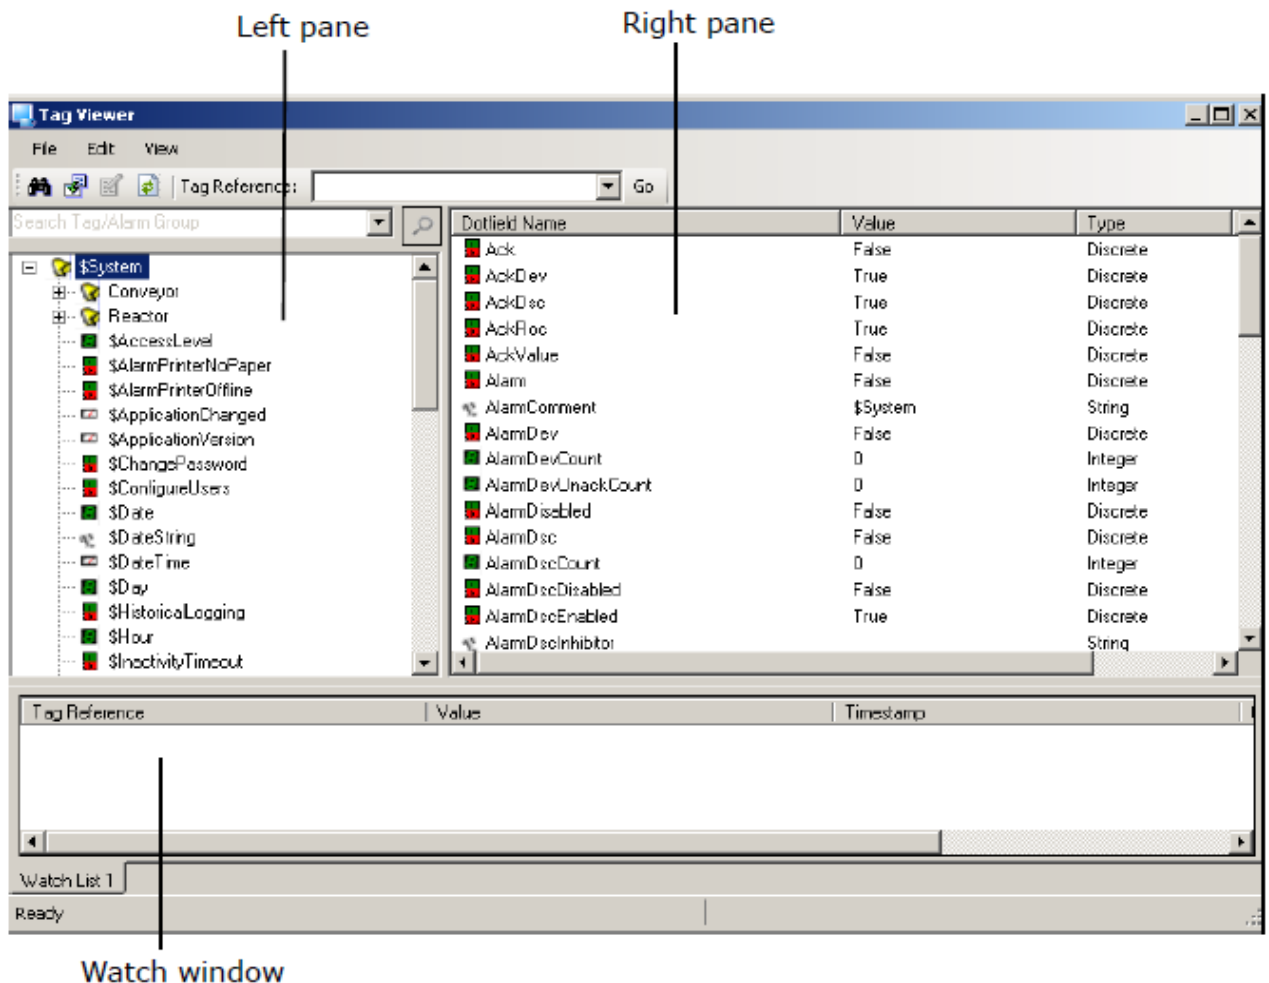 Left pane
Right pane
Tag Viewer
File Edit View
Tag Reference: Go
Search Tag/Alarm Group
$System
Conveyor
Reactor
$AccessLevel
$AlarmPrinterNoPaper
$AlarmPrinterOffline
$ApplicationChanged
$ApplicationVersion
$ChangePassword
$ConfigureUsers
$Date
$DateString
$DateTime
$Day
$HistoricalLogging
$Hour
$InactivityTimeout
Dotfield Name Value Type
Ack False Discrete
AckDev True Discrete
AckDsc True Discrete
AckRoc True Discrete
AckValue False Discrete
Alarm False Discrete
AlarmComment $System String
AlarmDev False Discrete
AlarmDevCount 0 Integer
AlarmDevUnackCount 0 Integer
AlarmDisabled False Discrete
AlarmDsc False Discrete
AlarmDscCount 0 Integer
AlarmDscDisabled False Discrete
AlarmDscEnabled True Discrete
AlarmDscInhibitor String
Tag Reference Value Timestamp
Watch List 1
Ready
Watch window